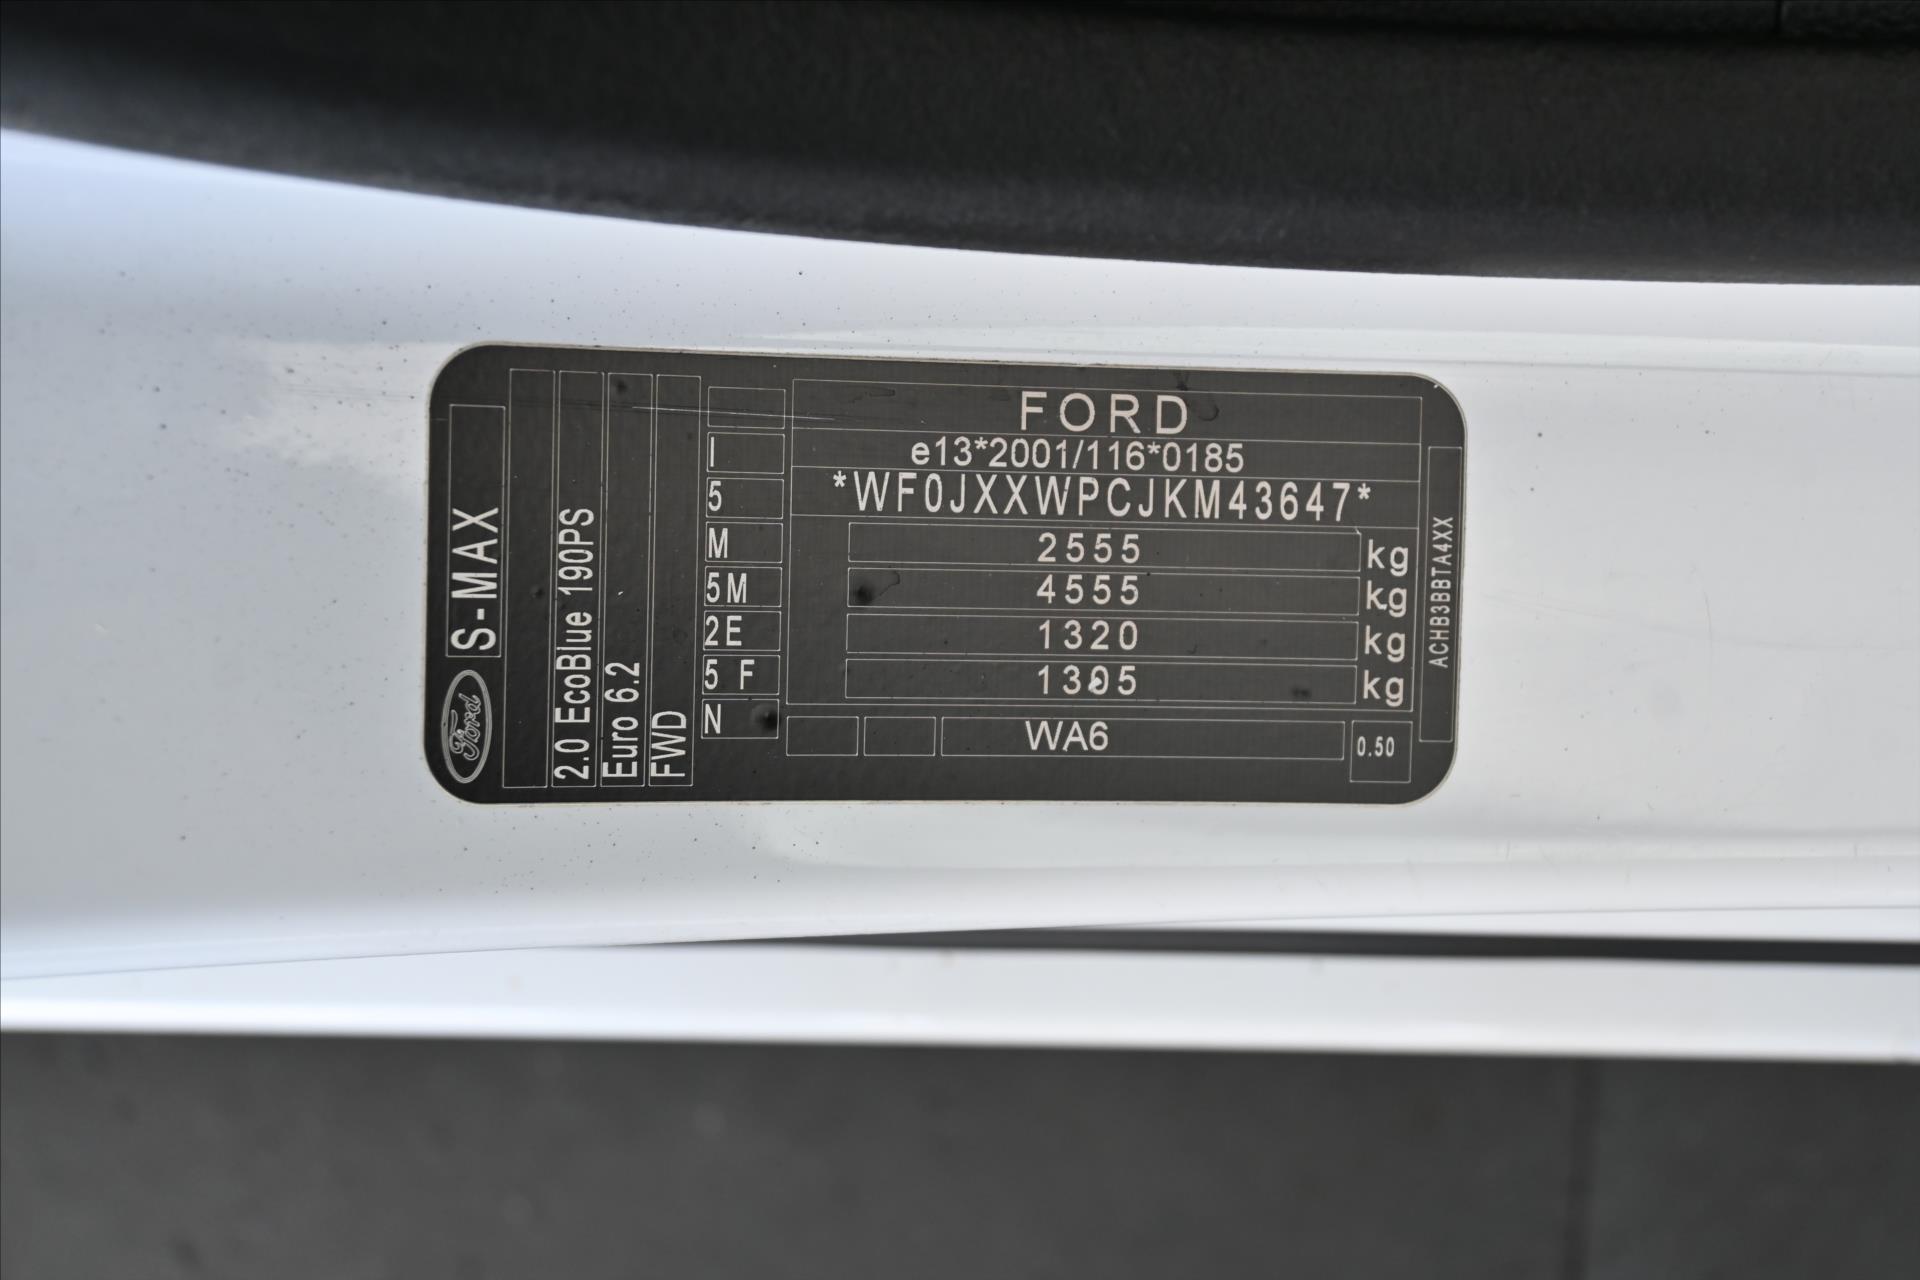 FORD
e13*2001/116*0185
*WF0JXXWPCJKM43647*
2555 kg
4555 kg
1320 kg
1305 kg
WA6
0.50
I
5
M
5M
2E
5 F
N
Ford S-MAX
2.0 EcoBlue 190PS
Euro 6.2
FWD
ACHB3BBTA4XX